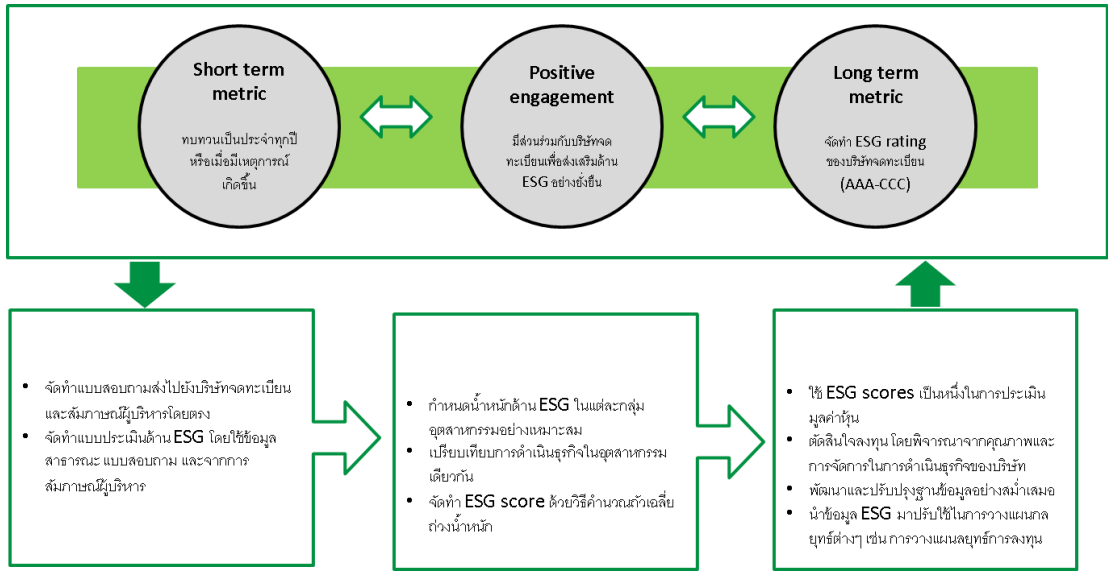 Short term
metric
ทบทวนเป็นประจำทุกปี
หรือเมื่อมีเหตุการณ์
เกิดขึ้น
Positive
engagement
มีส่วนร่วมกับบริษัทจด
ทะเบียนเพื่อส่งเสริมด้าน
ESG อย่างยั่งยืน
Long term
metric
จัดทำ ESG rating
ของบริษัทจดทะเบียน
(AAA-CCC)
• จัดทำแบบสอบถามส่งไปยังบริษัทจดทะเบียน
และสัมภาษณ์ผู้บริหารโดยตรง
• จัดทำแบบประเมินด้าน ESG โดยใช้ข้อมูล
สาธารณะ แบบสอบถาม และจากการ
สัมภาษณ์ผู้บริหาร
• กำหนดน้ำหนักด้าน ESG ในแต่ละกลุ่ม
อุตสาหกรรมอย่างเหมาะสม
• เปรียบเทียบการดำเนินธุรกิจในอุตสาหกรรม
เดียวกัน
• จัดทำ ESG score ด้วยวิธีคำนวณถัวเฉลี่ย
ถ่วงน้ำหนัก
• ใช้ ESG scores เป็นหนึ่งในการประเมิน
มูลค่าหุ้น
• ตัดสินใจลงทุน โดยพิจารณาจากคุณภาพและ
การจัดการในการดำเนินธุรกิจของบริษัท
• พัฒนาและปรับปรุงฐานข้อมูลอย่างสม่ำเสมอ
• นำข้อมูล ESG มาปรับใช้ในการวางแผนกล
ยุทธ์ต่างๆ เช่น การวางแผนลยุทธ์การลงทุน